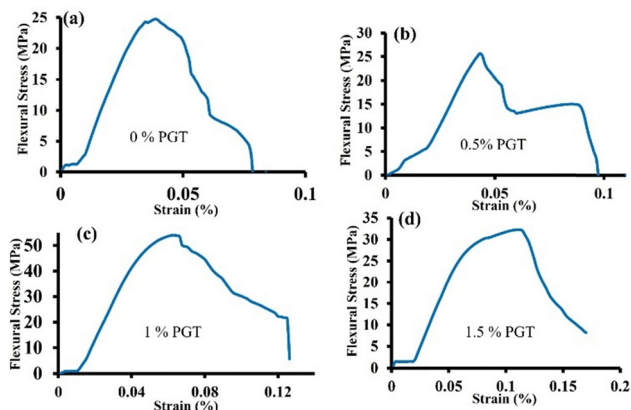 (a)
Flexural Stress (MPa)
25
20
15
10
5
0
0 % PGT
0 0.05 0.1
Strain (%)
(b)
Flexural Stress (MPa)
30
25
20
15
10
5
0
0.5% PGT
0 0.05 0.1
Strain (%)
(c)
Flexural Stress (MPa)
50
40
30
20
10
0
1 % PGT
0 0.04 0.08 0.12
Strain (%)
(d)
Flexural Stress (MPa)
35
30
25
20
15
10
5
0
1.5 % PGT
0 0.05 0.1 0.15 0.2
Strain (%)